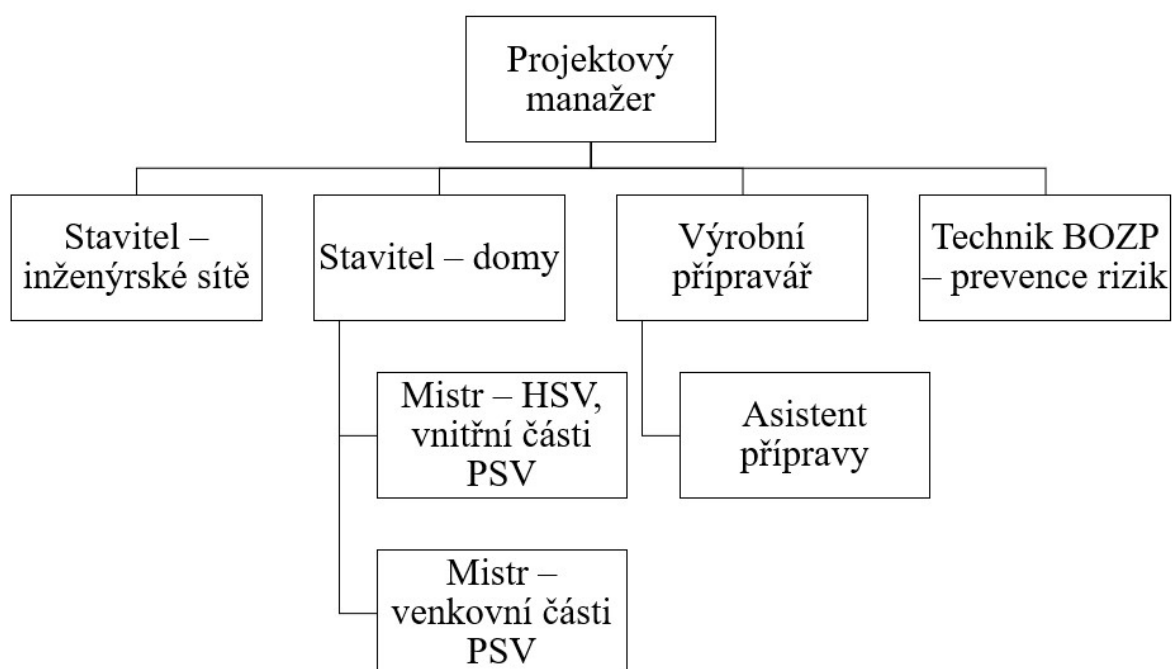 Projektový
manažer
Stavitel –
inženýrské sítě
Stavitel – domy
Výrobní
přípravář
Technik BOZP
– prevence rizik
Mistr – HSV,
vnitřní části
PSV
Asistent
přípravy
Mistr –
venkovní části
PSV